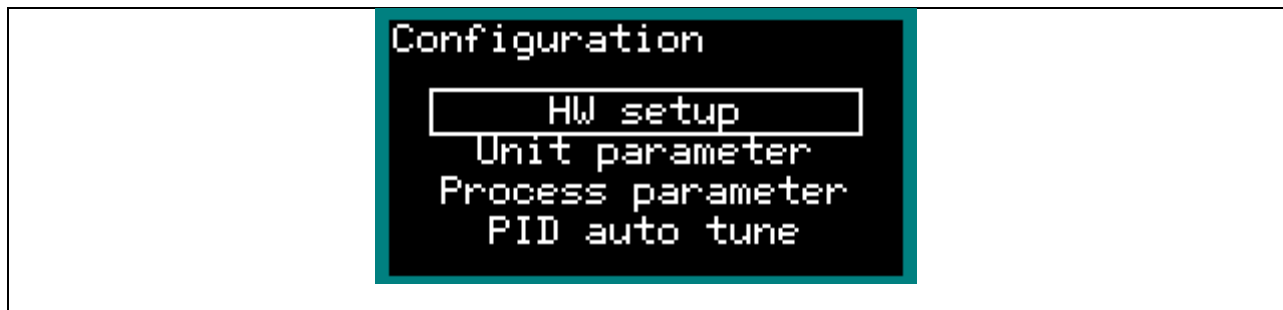 Configuration
HW setup
Unit parameter
Process parameter
PID auto tune